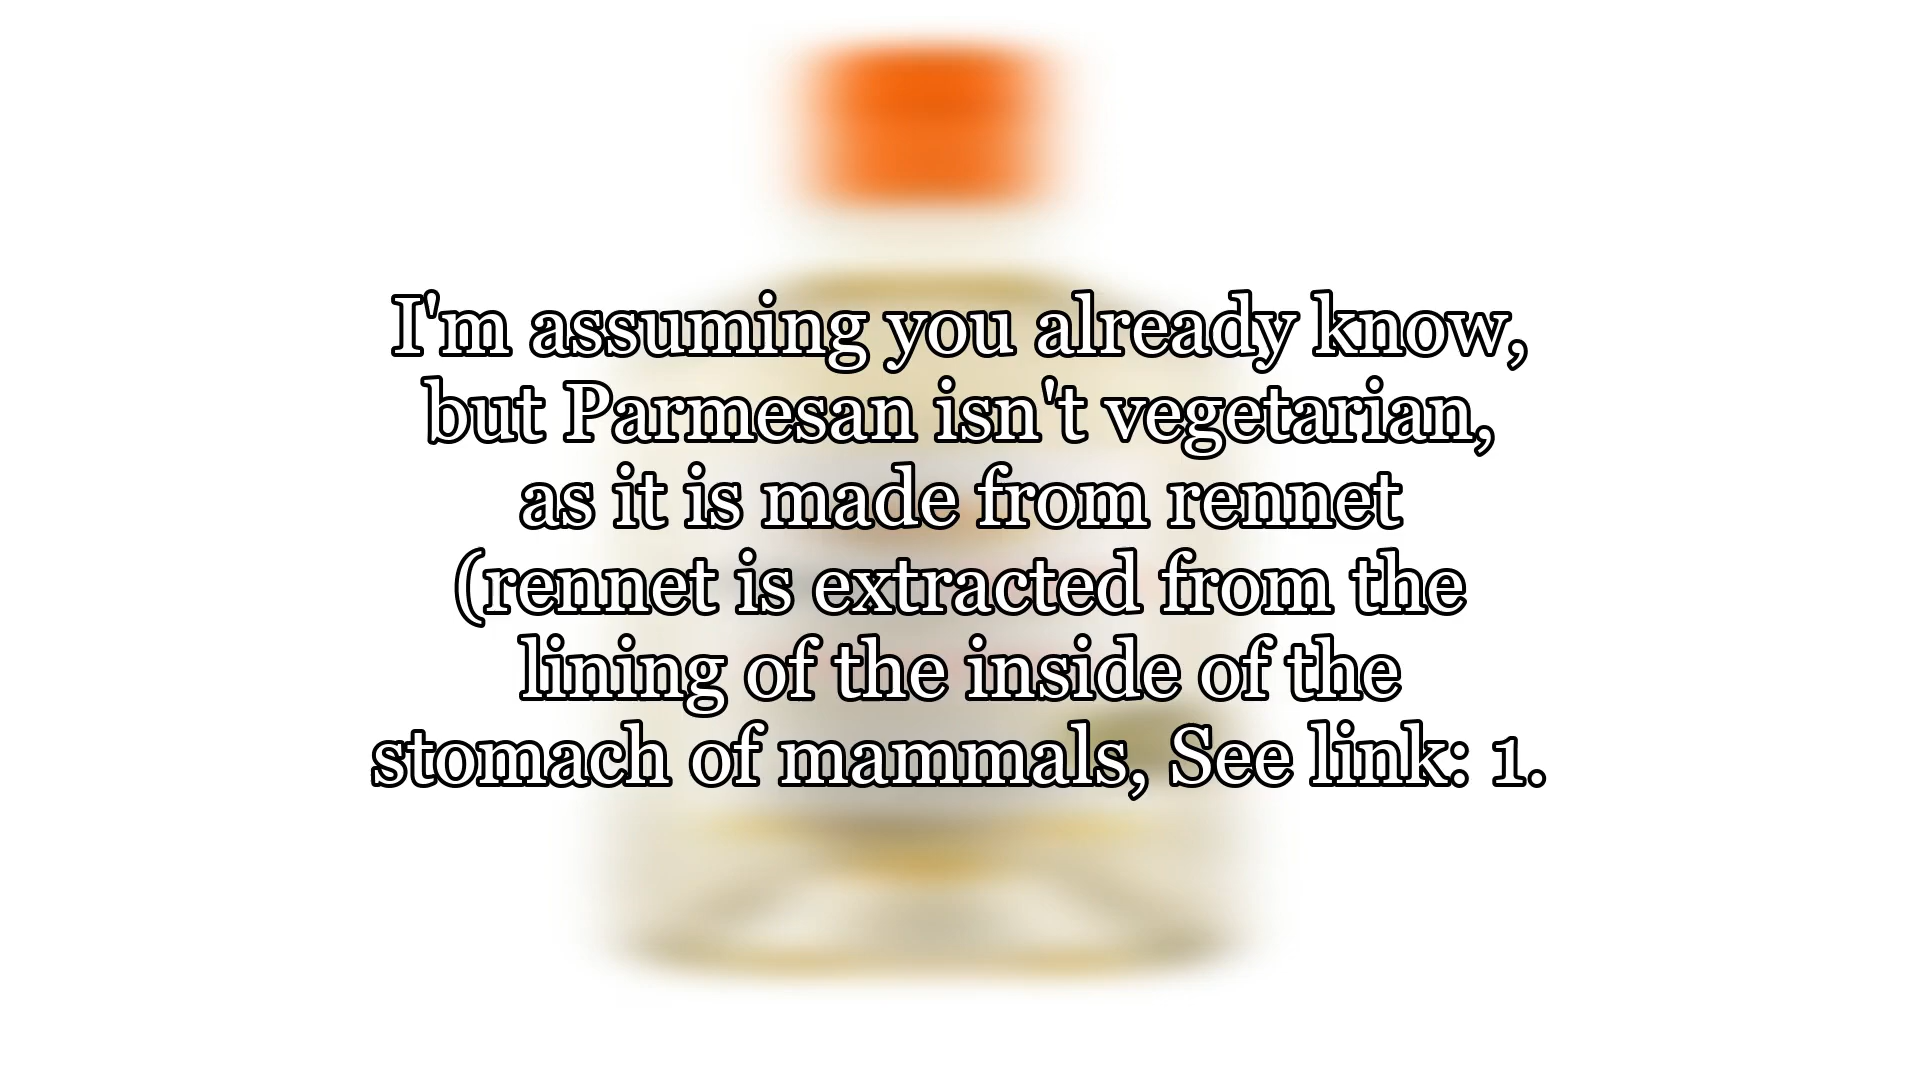 I'm assuming you already know,
but Parmesan isn't vegetarian,
as it is made from rennet
(rennet is extracted from the
lining of the inside of the
stomach of mammals, See link: 1.